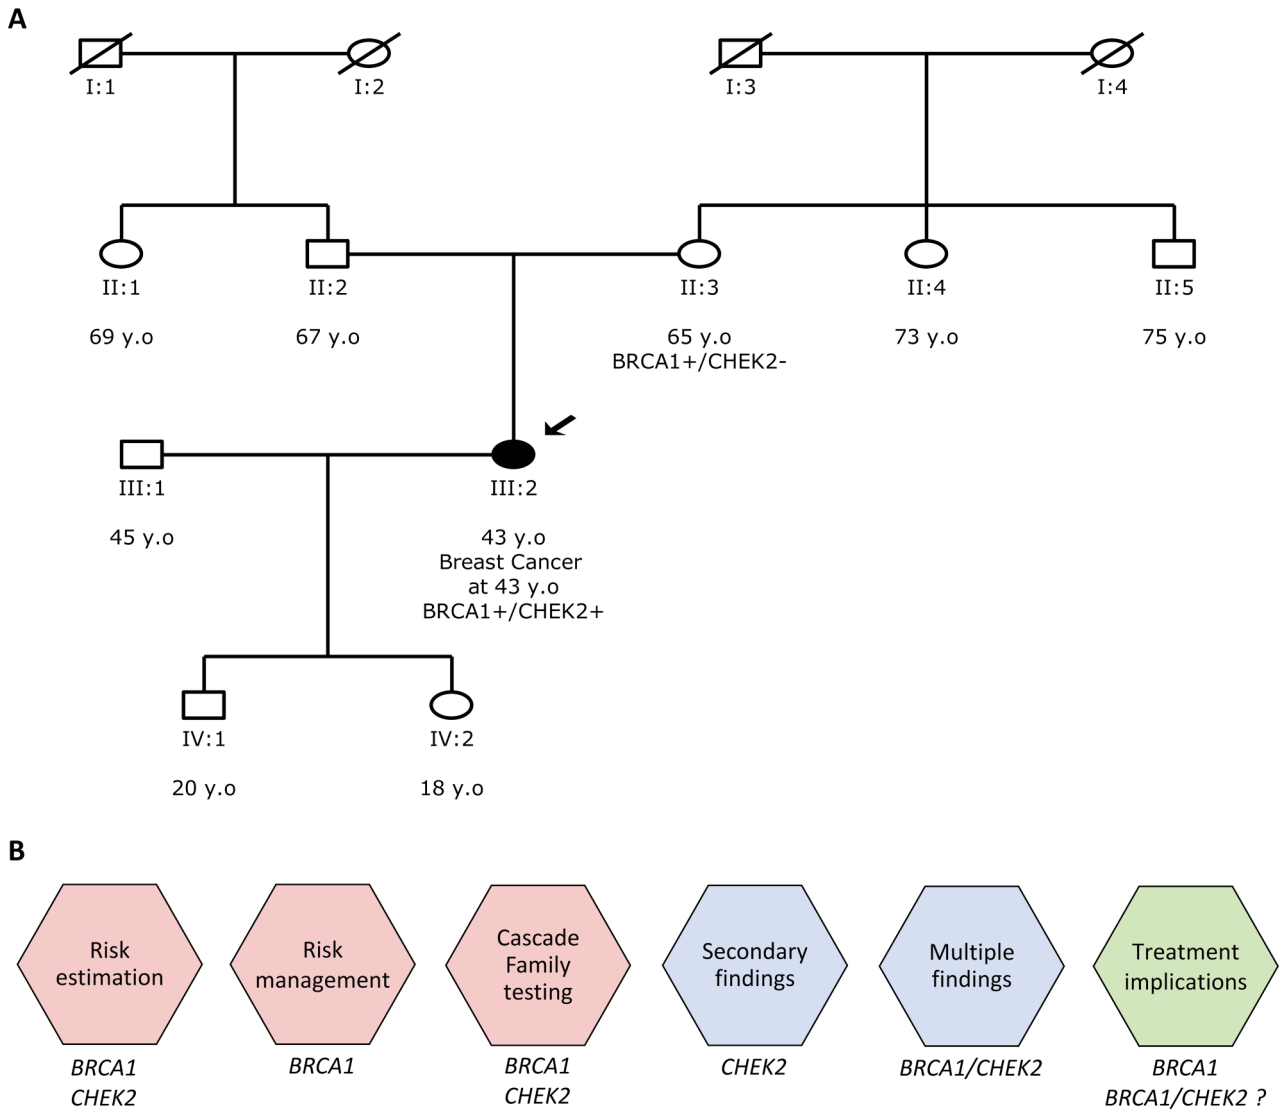 A
I:1
I:2
I:3
I:4
II:1
II:2
II:3
II:4
II:5
69 y.o
67 y.o
65 y.o
73 y.o
75 y.o
BRCA1+/CHEK2-
III:1
III:2
45 y.o
43 y.o
Breast Cancer
at 43 y.o
BRCA1+/CHEK2+
IV:1
IV:2
20 y.o
18 y.o
B
Risk
estimation
BRCA1
CHEK2
Risk
management
BRCA1
Cascade
Family
testing
BRCA1
CHEK2
Secondary
findings
CHEK2
Multiple
findings
BRCA1/CHEK2
Treatment
implications
BRCA1
BRCA1/CHEK2 ?